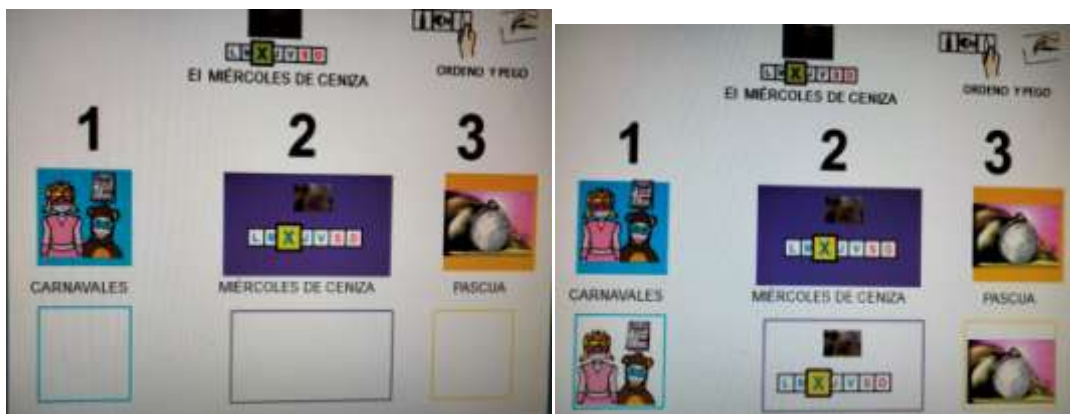 L M X J V S D
El MIÉRCOLES DE CENIZA
ORDENO Y PEGO
1 2 3
L M X J V S D
CARNAVALES MIÉRCOLES DE CENIZA PASCUA
L M X J V S D
El MIÉRCOLES DE CENIZA
ORDENO Y PEGO
1 2 3
L M X J V S D
CARNAVALES MIÉRCOLES DE CENIZA PASCUA
L M X J V S D